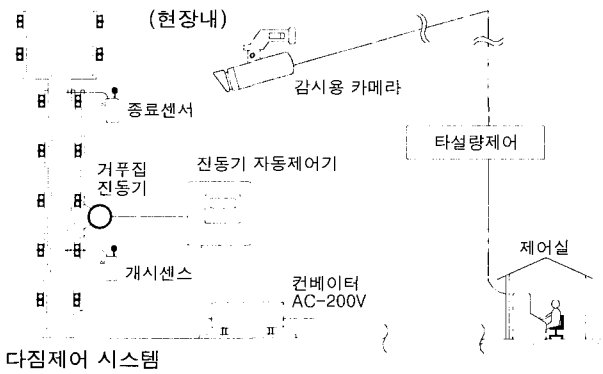 (현장내)
감시용 카메라
종료센서
타설량제어
거푸집
진동기
진동기 자동제어기
제어실
개시센스
컨베이터
AC-200V
다짐제어 시스템